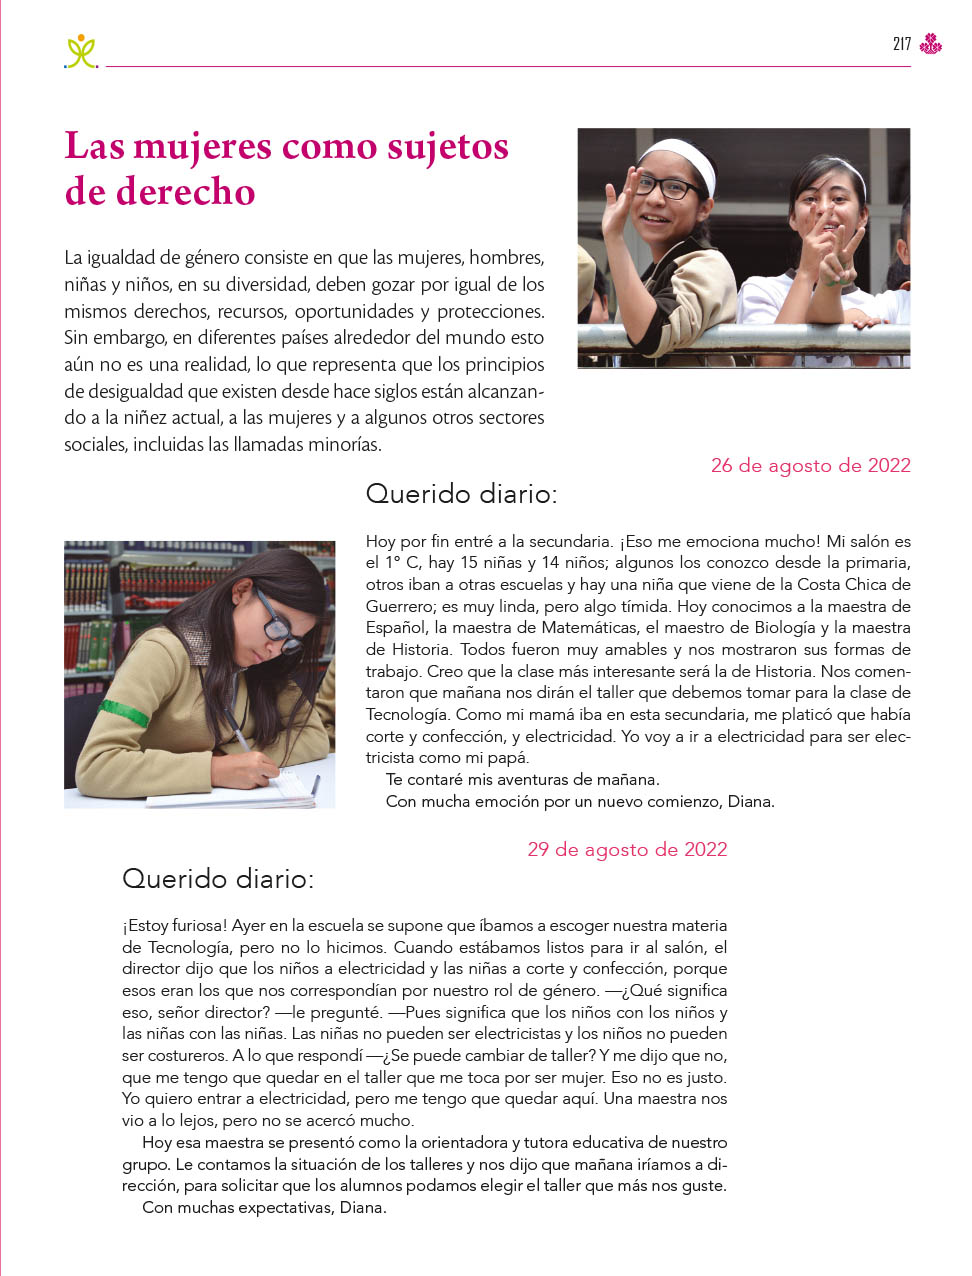 217
Las mujeres como sujetos
de derecho
La igualdad de género consiste en que las mujeres, hombres,
niñas y niños, en su diversidad, deben gozar por igual de los
mismos derechos, recursos, oportunidades y protecciones.
Sin embargo, en diferentes países alrededor del mundo esto
aún no es una realidad, lo que representa que los principios
de desigualdad que existen desde hace siglos están alcanzan-
do a la niñez actual, a las mujeres y a algunos otros sectores
sociales, incluidas las llamadas minorías.
26 de agosto de 2022
Querido diario:
Hoy por fin entré a la secundaria. ¡Eso me emociona mucho! Mi salón es
el 1° C, hay 15 niñas y 14 niños; algunos los conozco desde la primaria,
otros iban a otras escuelas y hay una niña que viene de la Costa Chica de
Guerrero; es muy linda, pero algo tímida. Hoy conocimos a la maestra de
Español, la maestra de Matemáticas, el maestro de Biología y la maestra
de Historia. Todos fueron muy amables y nos mostraron sus formas de
trabajo. Creo que la clase más interesante será la de Historia. Nos comen-
taron que mañana nos dirán el taller que debemos tomar para la clase de
Tecnología. Como mi mamá iba en esta secundaria, me platicó que había
corte y confección, y electricidad. Yo voy a ir a electricidad para ser elec-
tricista como mi papá.
Te contaré mis aventuras de mañana.
Con mucha emoción por un nuevo comienzo, Diana.
29 de agosto de 2022
Querido diario:
¡Estoy furiosa! Ayer en la escuela se supone que íbamos a escoger nuestra materia
de Tecnología, pero no lo hicimos. Cuando estábamos listos para ir al salón, el
director dijo que los niños a electricidad y las niñas a corte y confección, porque
esos eran los que nos correspondían por nuestro rol de género. —¿Qué significa
eso, señor director? —le pregunté. —Pues significa que los niños con los niños y
las niñas con las niñas. Las niñas no pueden ser electricistas y los niños no pueden
ser costureros. A lo que respondí —¿Se puede cambiar de taller? Y me dijo que no,
que me tengo que quedar en el taller que me toca por ser mujer. Eso no es justo.
Yo quiero entrar a electricidad, pero me tengo que quedar aquí. Una maestra nos
vio a lo lejos, pero no se acercó mucho.
Hoy esa maestra se presentó como la orientadora y tutora educativa de nuestro
grupo. Le contamos la situación de los talleres y nos dijo que mañana iríamos a di-
rección, para solicitar que los alumnos podamos elegir el taller que más nos guste.
Con muchas expectativas, Diana.